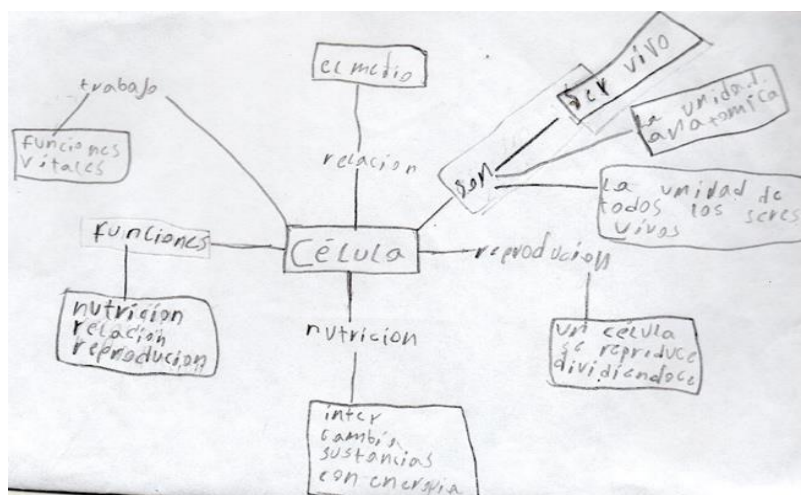 el medio
trabajo
ser vivo
La unidad
anatomica
funciones
vitales
relacion
son
La unidad de
todos los seres
vivos
funciones
Célula
reproducion
nutricion
relación
reproducion
nutricion
un célula
se reproduce
dividiendoce
inter
cambia
sustancias
con energia